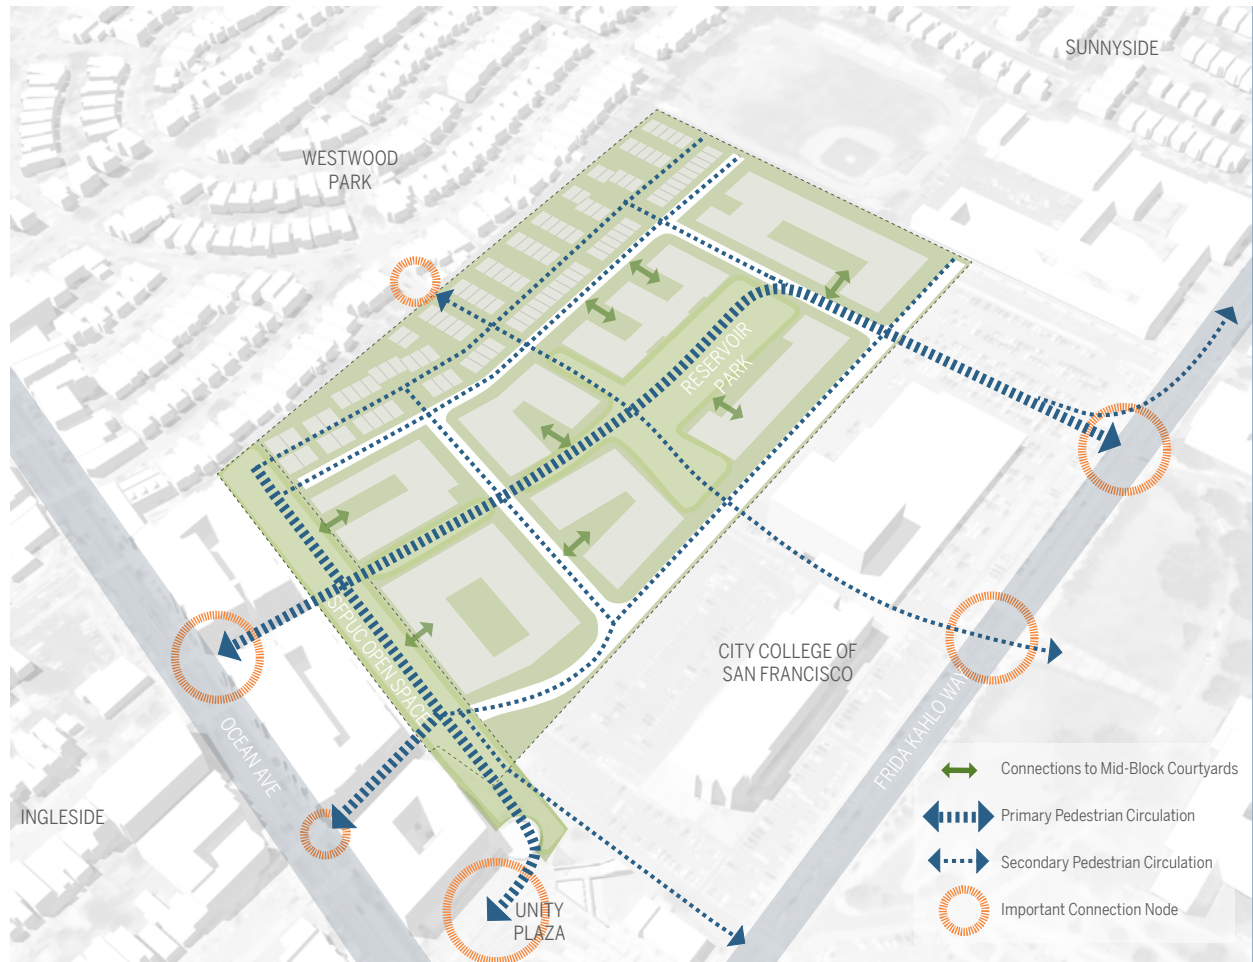 SUNNYSIDE
WESTWOOD
PARK
RESERVOIR
PARK
SFPUC OPEN SPACE
CITY COLLEGE OF
SAN FRANCISCO
OCEAN AVE
FRIDA KAHLO WAY
INGLESIDE
UNITY
PLAZA
Connections to Mid-Block Courtyards
Primary Pedestrian Circulation
Secondary Pedestrian Circulation
Important Connection Node